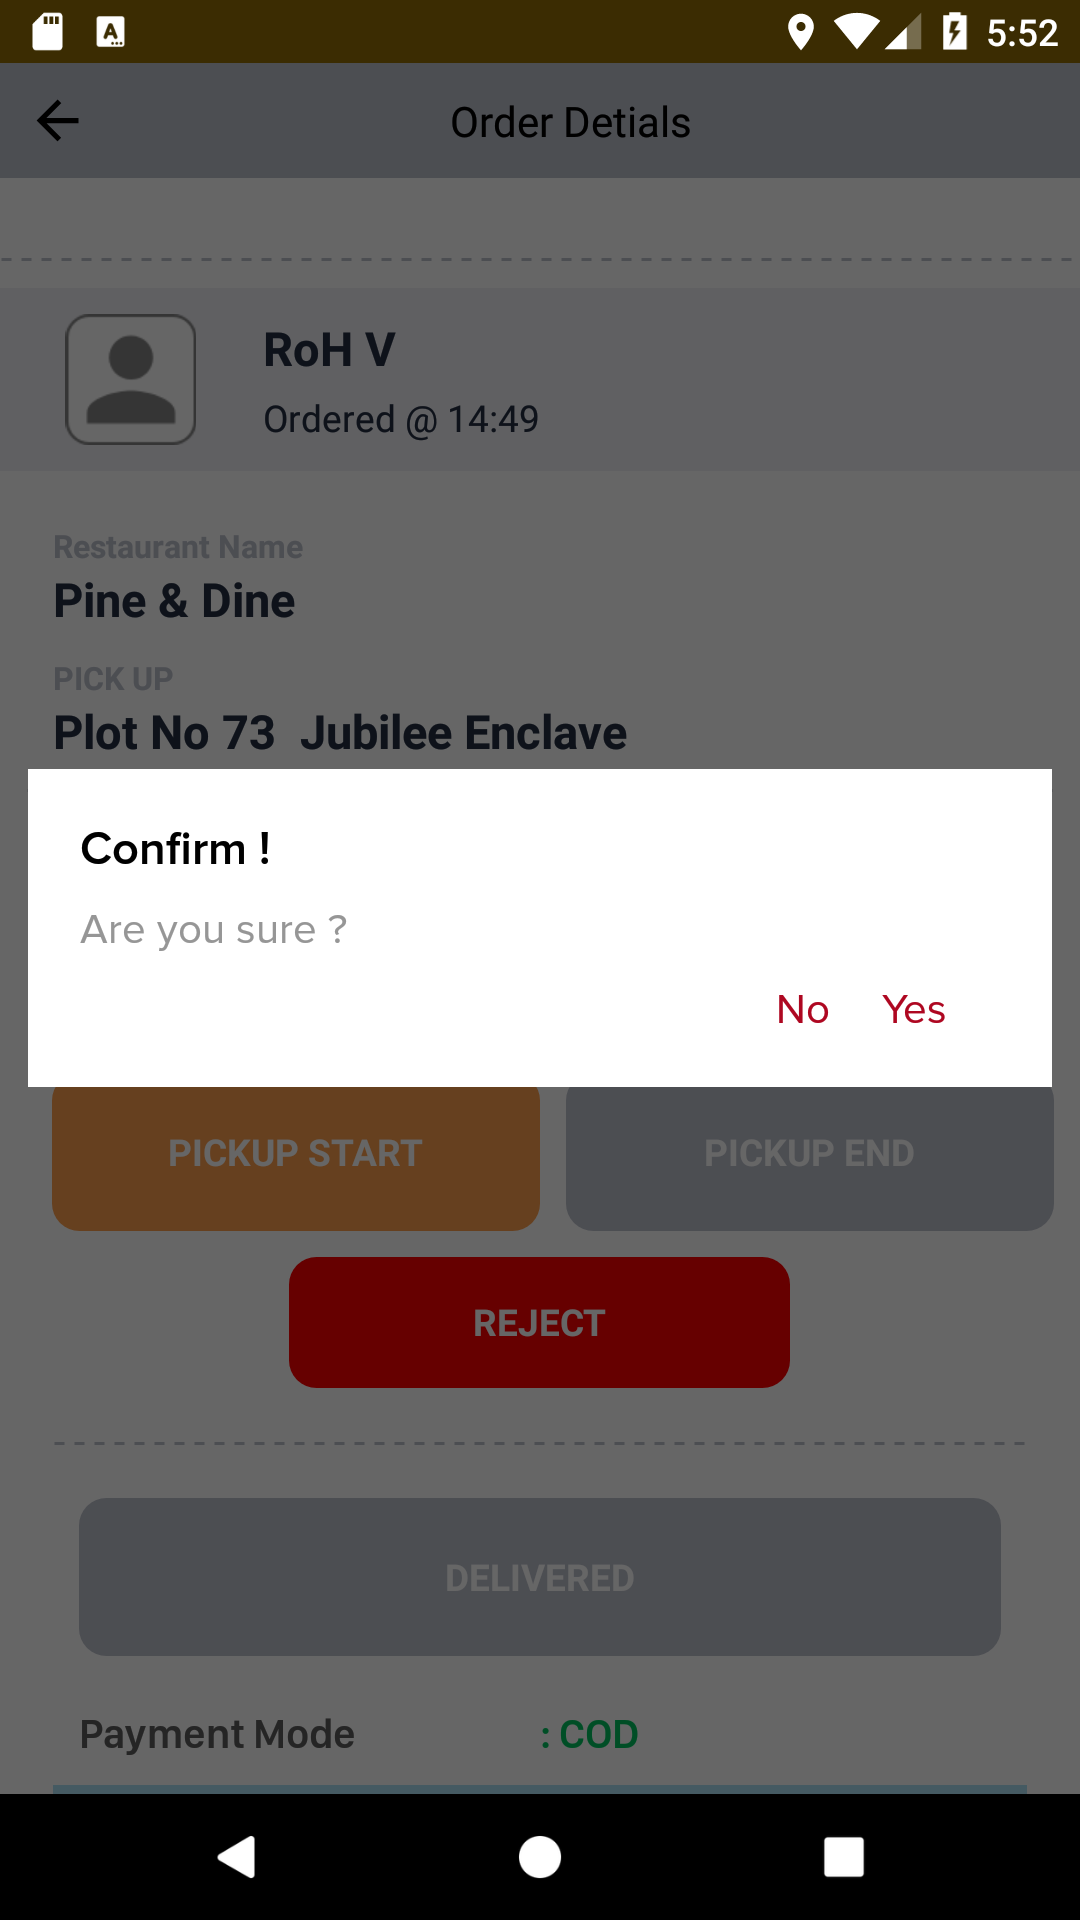 5:52
Order Detials
RoH V
Ordered @ 14:49
Restaurant Name
Pine & Dine
PICK UP
Plot No 73  Jubilee Enclave
Confirm !
Are you sure ?
No Yes
PICKUP START PICKUP END
REJECT
DELIVERED
Payment Mode : COD